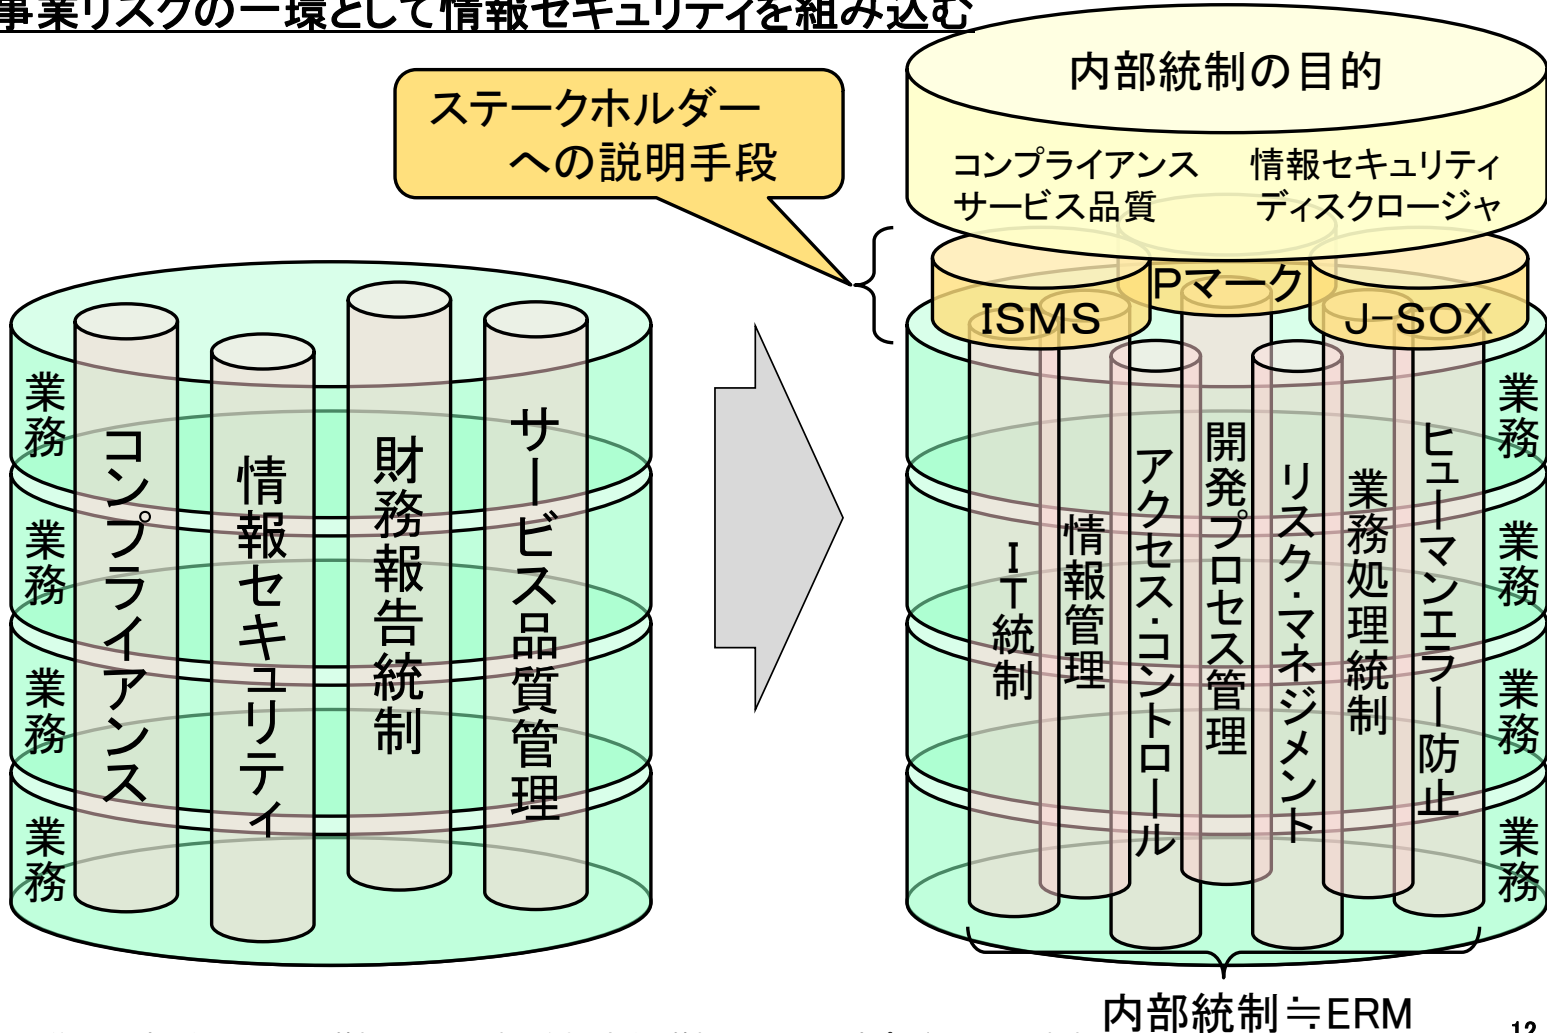 事業リスクの一環として情報セキュリティを組み込む
ステークホルダー
への説明手段
内部統制の目的
コンプライアンス 情報セキュリティ
サービス品質 ディスクロージャ
ISMS
Pマーク
J-SOX
業務
業務
業務
業務
コンプライアンス
情報セキュリティ
財務報告統制
サービス品質管理
IT統制
情報管理
アクセス・コントロール
開発プロセス管理
リスク・マネジメント
業務処理統制
ヒューマンエラー防止
業務
業務
業務
業務
内部統制≒ERM